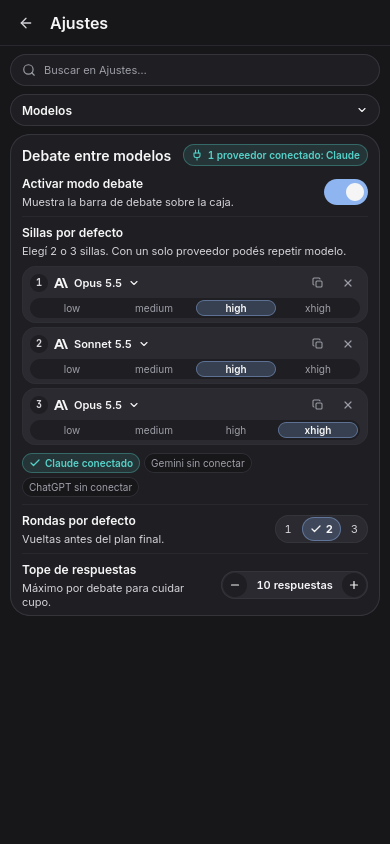 Ajustes
Buscar en Ajustes...
Modelos
Debate entre modelos
1 proveedor conectado: Claude
Activar modo debate
Muestra la barra de debate sobre la caja.
Sillas por defecto
Elegí 2 o 3 sillas. Con un solo proveedor podés repetir modelo.
1 Opus 5.5
low medium high xhigh
2 Sonnet 5.5
low medium high xhigh
3 Opus 5.5
low medium high xhigh
Claude conectado Gemini sin conectar
ChatGPT sin conectar
Rondas por defecto
Vueltas antes del plan final.
1 2 3
Tope de respuestas
Máximo por debate para cuidar
cupo.
10 respuestas